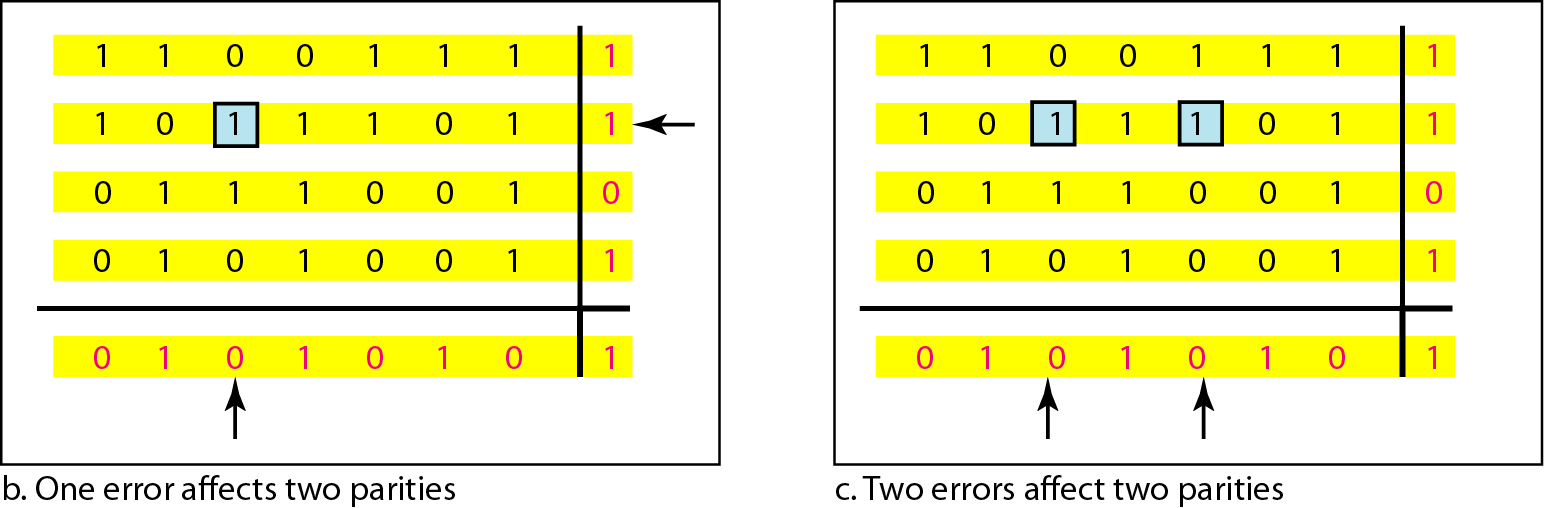 1 1 0 0 1 1 1 1
1 0 1 1 1 0 1 1
0 1 1 1 0 0 1 0
0 1 0 1 0 0 1 1
0 1 0 1 0 1 0 1
b. One error affects two parities
1 1 0 0 1 1 1 1
1 0 1 1 1 0 1 1
0 1 1 1 0 0 1 0
0 1 0 1 0 0 1 1
0 1 0 1 0 1 0 1
c. Two errors affect two parities